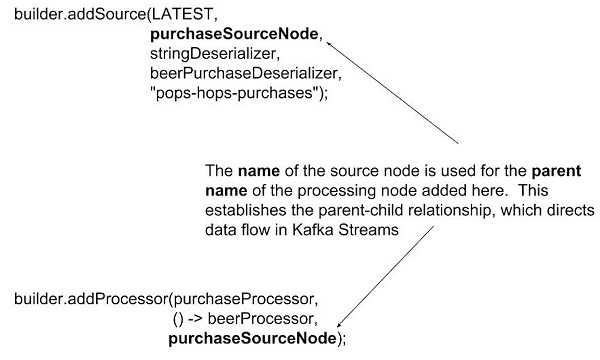 builder.addSource(LATEST,
purchaseSourceNode,
stringDeserializer,
beerPurchaseDeserializer,
"pops-hops-purchases");
The name of the source node is used for the parent
name of the processing node added here. This
establishes the parent-child relationship, which directs
data flow in Kafka Streams
builder.addProcessor(purchaseProcessor,
() -> beerProcessor,
purchaseSourceNode);